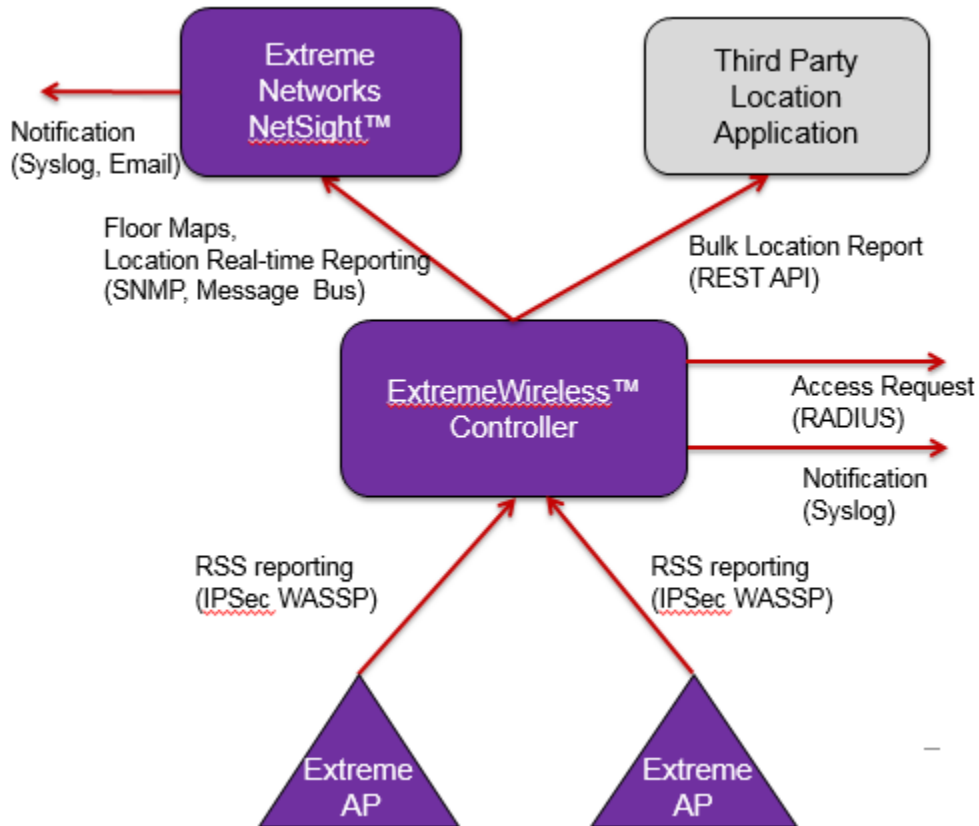 Extreme
Networks
NetSight™
Third Party
Location
Application
Notification
(Syslog, Email)
Floor Maps,
Location Real-time Reporting
(SNMP, Message Bus)
Bulk Location Report
(REST API)
ExtremeWireless™
Controller
Access Request
(RADIUS)
Notification
(Syslog)
RSS reporting
(IPSec WASSP)
RSS reporting
(IPSec WASSP)
Extreme
AP
Extreme
AP